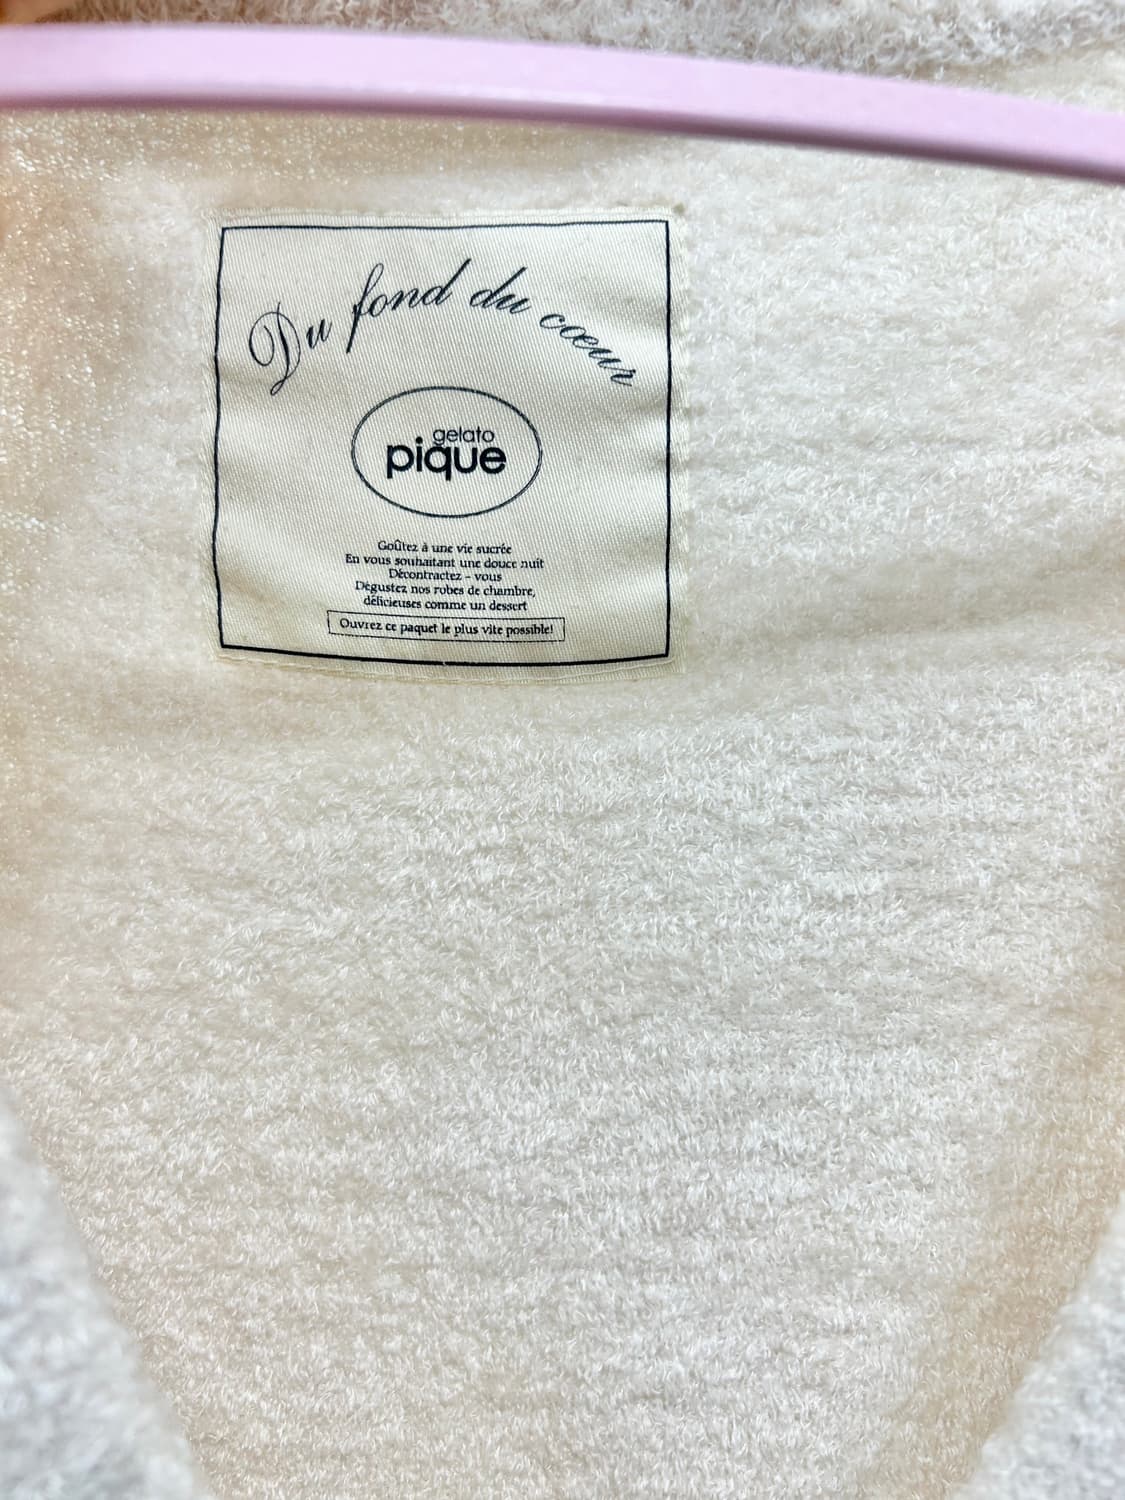 Du fond du cœur
gelato
pique
Goûtez à une vie sucrée
En vous souhaitant une douce nuit
Décontractez - vous
Dégustez nos robes de chambre,
délicieuses comme un dessert
Ouvrez ce paquet le plus vite possible!